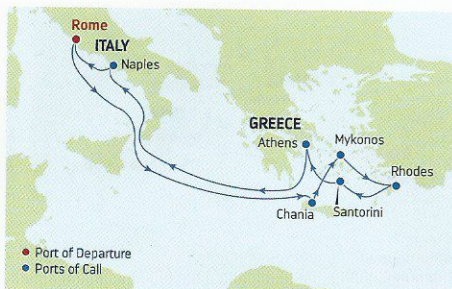 Rome
ITALY
Naples
GREECE
Athens
Mykonos
Rhodes
Chania
Santorini
Port of Departure
Ports of Call